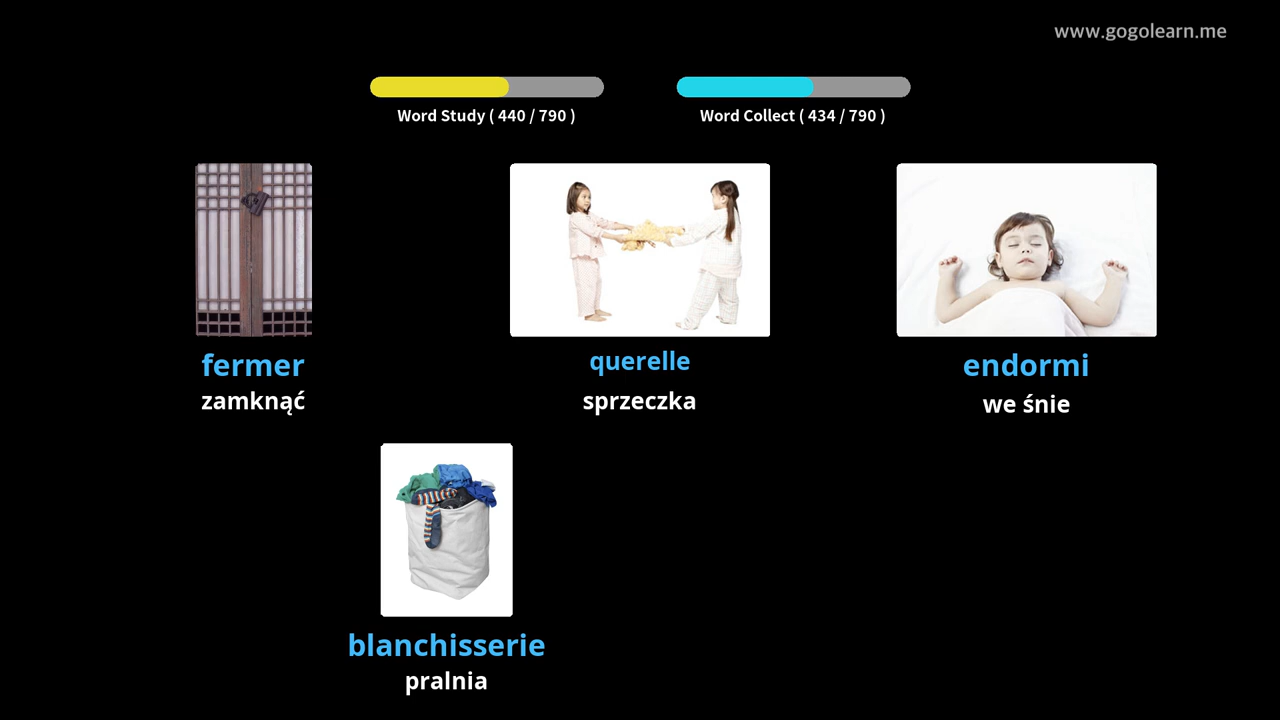 www.gogolearn.me
Word Study ( 440 / 790 )
Word Collect ( 434 / 790 )
fermer
zamknąć
querelle
sprzeczka
endormi
we śnie
blanchisserie
pralnia